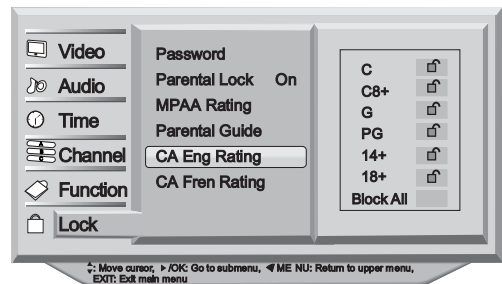 Video
Audio
Time
Channel
Function
Lock
Password
Parental Lock On
MPAA Rating
Parental Guide
CA Eng Rating
CA Fren Rating
C
C8+
G
PG
14+
18+
Block All
: Move cursor, ▶/OK: Go to submenu, ◀ ME NU: Return to upper menu,
EXIT: Exit main menu